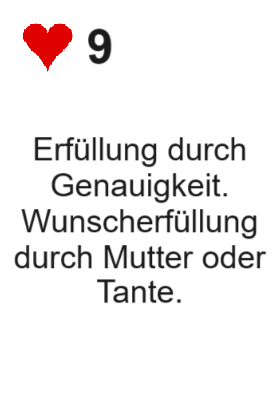 ♥ 9
Erfüllung durch
Genauigkeit.
Wunscherfüllung
durch Mutter oder
Tante.